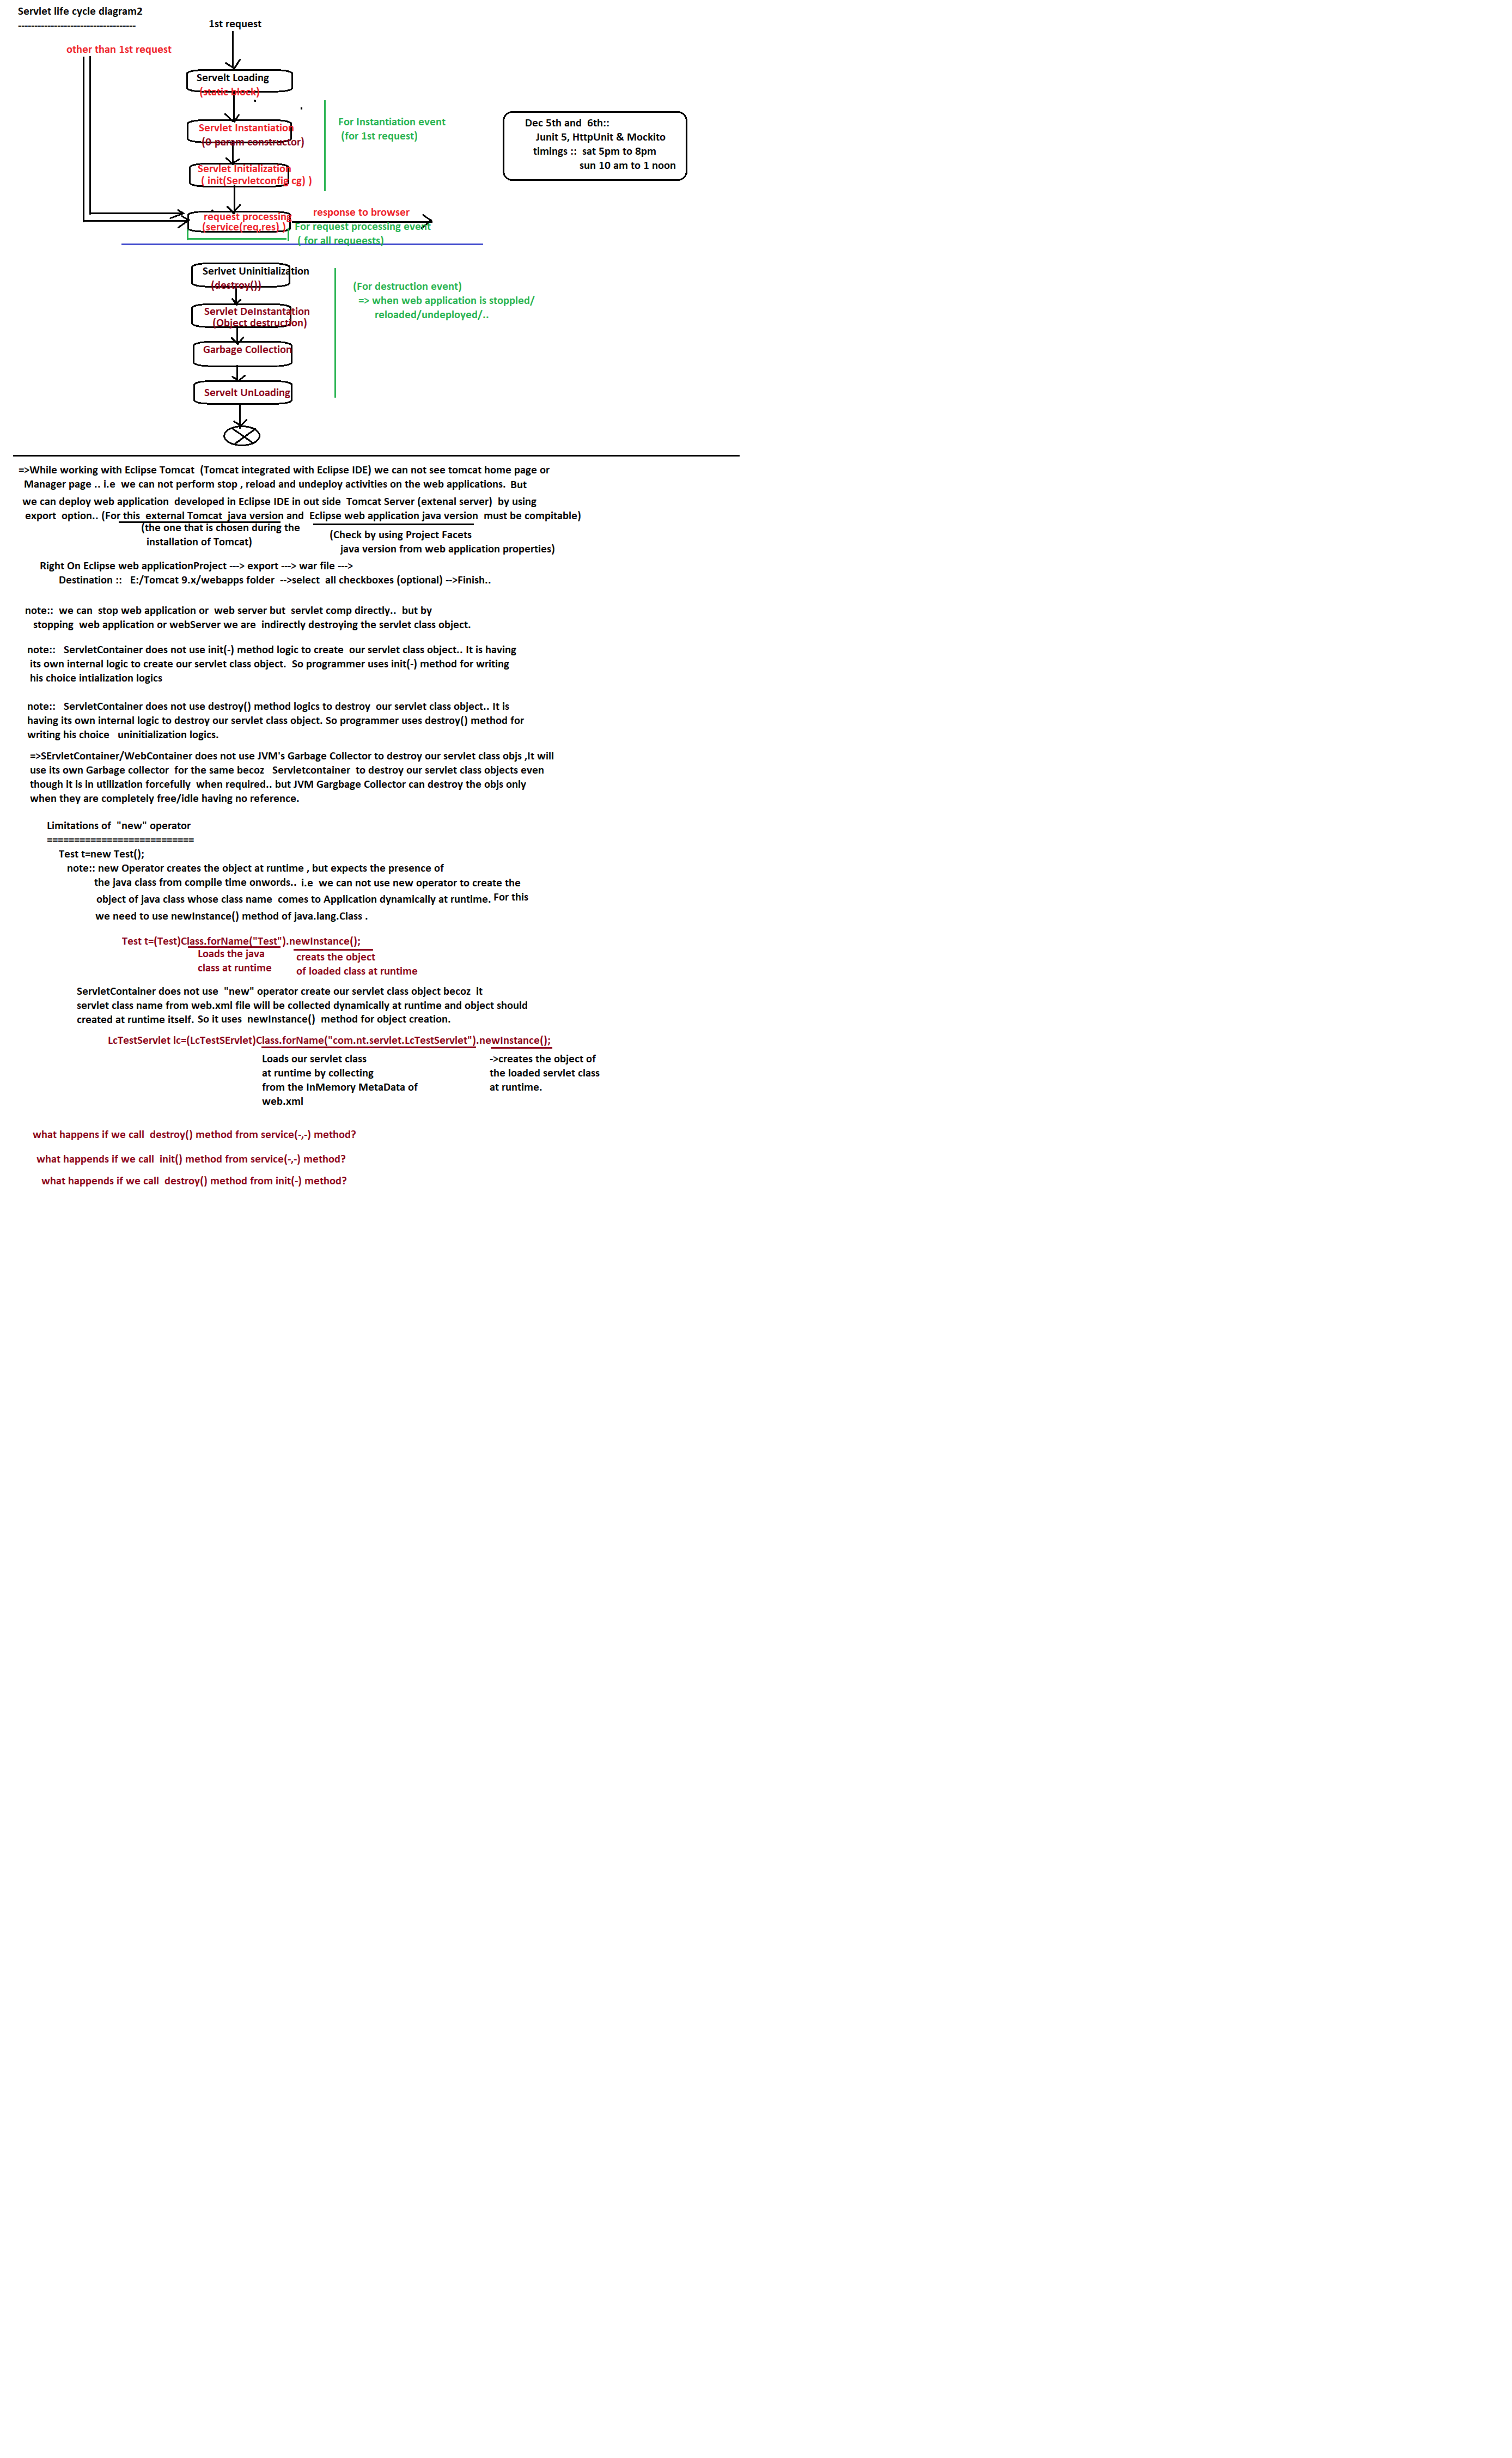 Servlet life cycle diagram2
------------------------------------
1st request
other than 1st request
Servelt Loading
(static block)
Servlet Instantiation
(0-param constructor)
Servlet Initialization
( init(Servletconfig cg) )
For Instantiation event
(for 1st request)
Dec 5th and  6th::
Junit 5, HttpUnit & Mockito
timings ::  sat 5pm to 8pm
sun 10 am to 1 noon
request processing
(service(req,res) )
response to browser
For request processing event
( for all requeests)
Serlvet Uninitialization
(destroy())
Servlet DeInstantation
(Object destruction)
Garbage Collection
Servelt UnLoading
(For destruction event)
=> when web application is stoppled/
reloaded/undeployed/..
=>While working with Eclipse Tomcat  (Tomcat integrated with Eclipse IDE) we can not see tomcat home page or
Manager page .. i.e  we can not perform stop , reload and undeploy activities on the web applications.  But
we can deploy web application  developed in Eclipse IDE in out side  Tomcat Server (extenal server)  by using
export  option.. (For this  external Tomcat  java version and  Eclipse web application java version  must be compitable)
(the one that is chosen during the
installation of Tomcat)
(Check by using Project Facets
java version from web application properties)
Right On Eclipse web applicationProject ---> export ---> war file --->
Destination ::   E:/Tomcat 9.x/webapps folder  -->select  all checkboxes (optional) -->Finish..
note::  we can  stop web application or  web server but  servlet comp directly..  but by
stopping  web application or webServer we are  indirectly destroying the servlet class object.
note::   ServletContainer does not use init(-) method logic to create  our servlet class object.. It is having
its own internal logic to create our servlet class object.  So programmer uses init(-) method for writing
his choice intialization logics
note::   ServletContainer does not use destroy() method logics to destroy  our servlet class object.. It is
having its own internal logic to destroy our servlet class object. So programmer uses destroy() method for
writing his choice   uninitialization logics.
=>SErvletContainer/WebContainer does not use JVM's Garbage Collector to destroy our servlet class objs ,It will
use its own Garbage collector  for the same becoz   Servletcontainer  to destroy our servlet class objects even
though it is in utilization forcefully  when required.. but JVM Gargbage Collector can destroy the objs only
when they are completely free/idle having no reference.
Limitations of  "new" operator
===========================
Test t=new Test();
note:: new Operator creates the object at runtime , but expects the presence of
the java class from compile time onwords..  i.e  we can not use new operator to create the
object of java class whose class name  comes to Application dynamically at runtime. For this
we need to use newInstance() method of java.lang.Class .
Test t=(Test)Class.forName("Test").newInstance();
Loads the java
class at runtime
creats the object
of loaded class at runtime
ServletContainer does not use  "new" operator create our servlet class object becoz  it
servlet class name from web.xml file will be collected dynamically at runtime and object should
created at runtime itself. So it uses  newInstance()  method for object creation.
LcTestServlet lc=(LcTestSErvlet)Class.forName("com.nt.servlet.LcTestServlet").newInstance();
Loads our servlet class
at runtime by collecting
from the InMemory MetaData of
web.xml
->creates the object of
the loaded servlet class
at runtime.
what happens if we call  destroy() method from service(-,-) method?
what happends if we call  init() method from service(-,-) method?
what happends if we call  destroy() method from init(-) method?